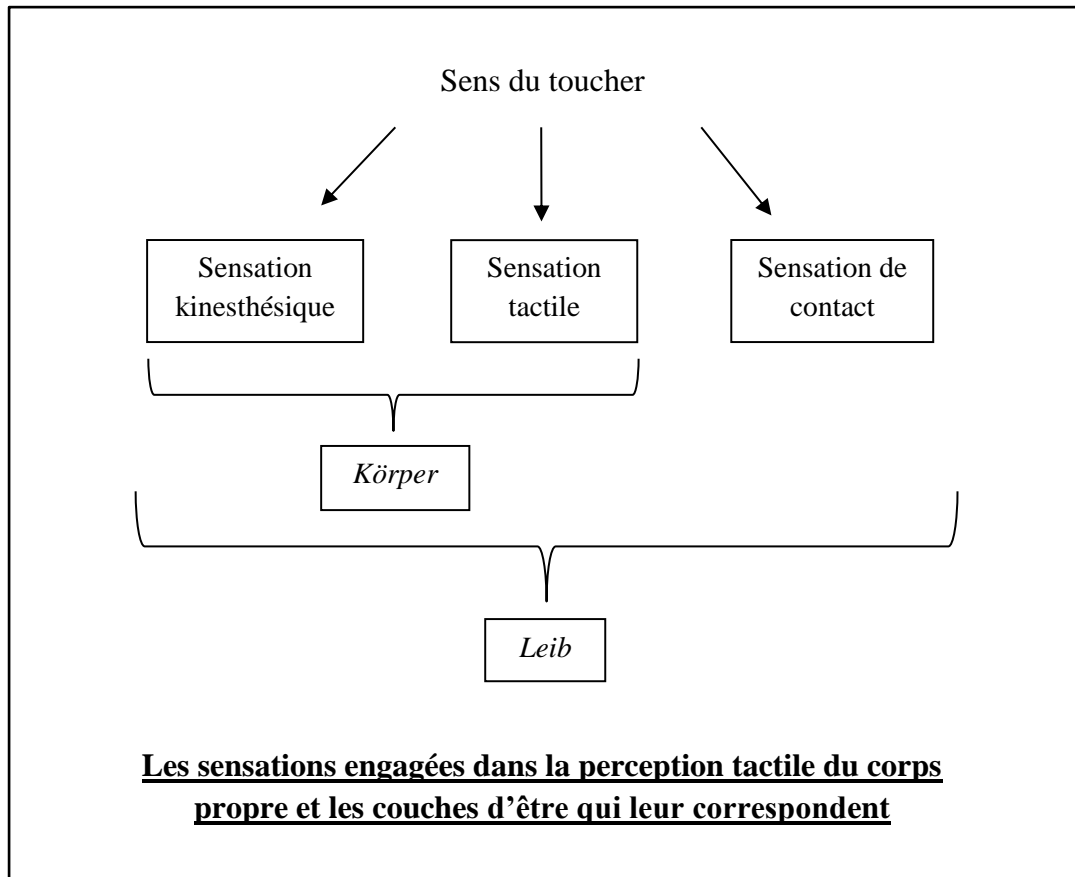 Sens du toucher
Sensation
kinesthésique
Sensation
tactile
Sensation de
contact
Körper
Leib
Les sensations engagées dans la perception tactile du corps
propre et les couches d’être qui leur correspondent